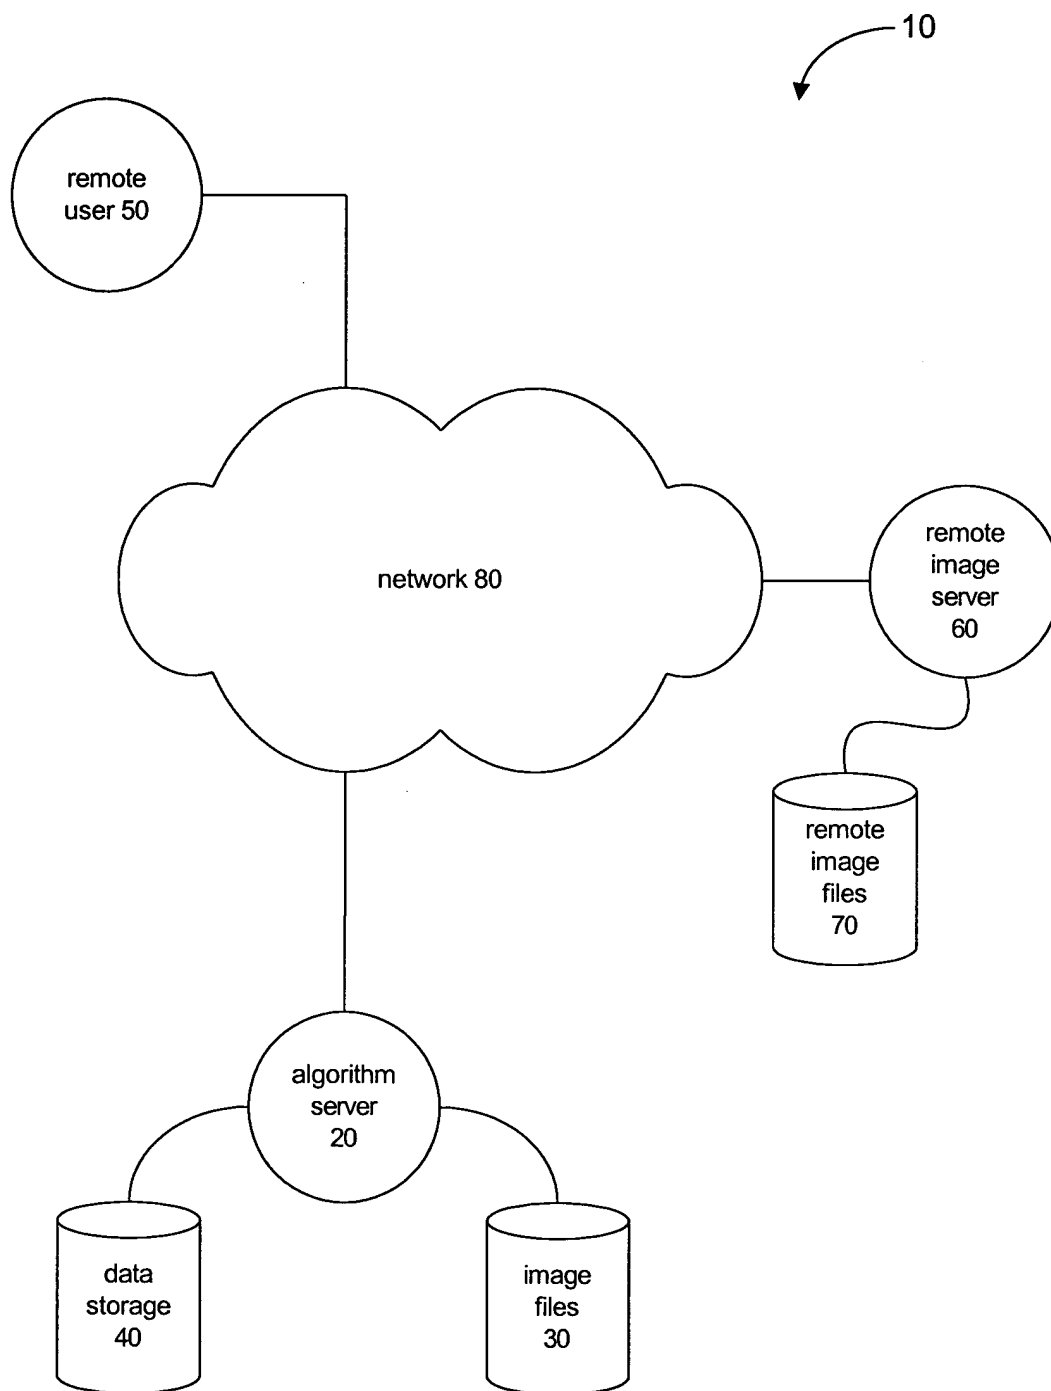 10
remote
user 50
network 80
remote
image
server
60
remote
image
files
70
algorithm
server
20
data
storage
40
image
files
30